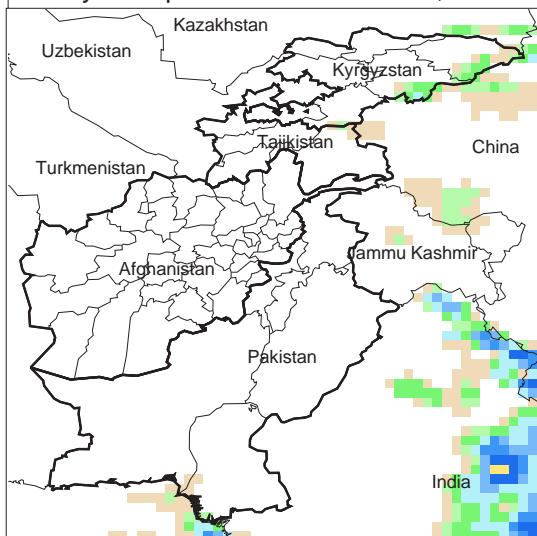 Kazakhstan
Uzbekistan
Kyrgyzstan
Tajikistan
China
Turkmenistan
Jammu Kashmir
Afghanistan
Pakistan
India